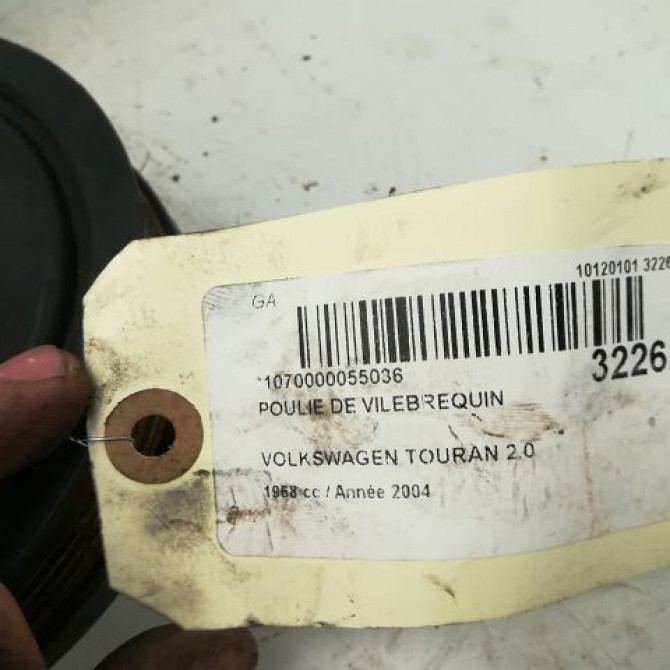 GA
10120101 3226
*1070000055036
3226
POULIE DE VILEBREQUIN
VOLKSWAGEN TOURAN 2.0
1968 cc / Année 2004